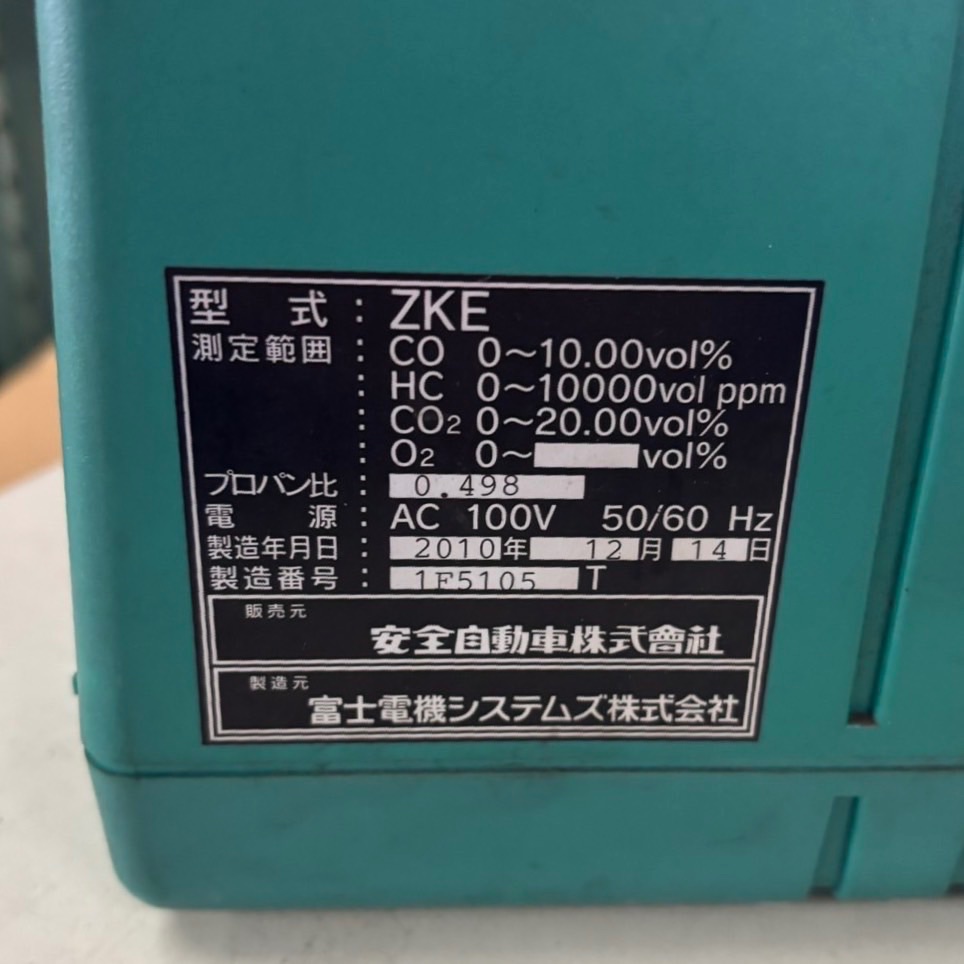 型式：ZKE
測定範囲：CO 0～10.00vol%
：HC 0～10000vol ppm
：CO₂ 0～20.00vol%
：O₂ 0～ vol%
プロパン比：0.498
電源：AC 100V 50/60 Hz
製造年月日：2010年12月14日
製造番号：1F5105 T
販売元
安全自動車株式會社
製造元
富士電機システムズ株式会社